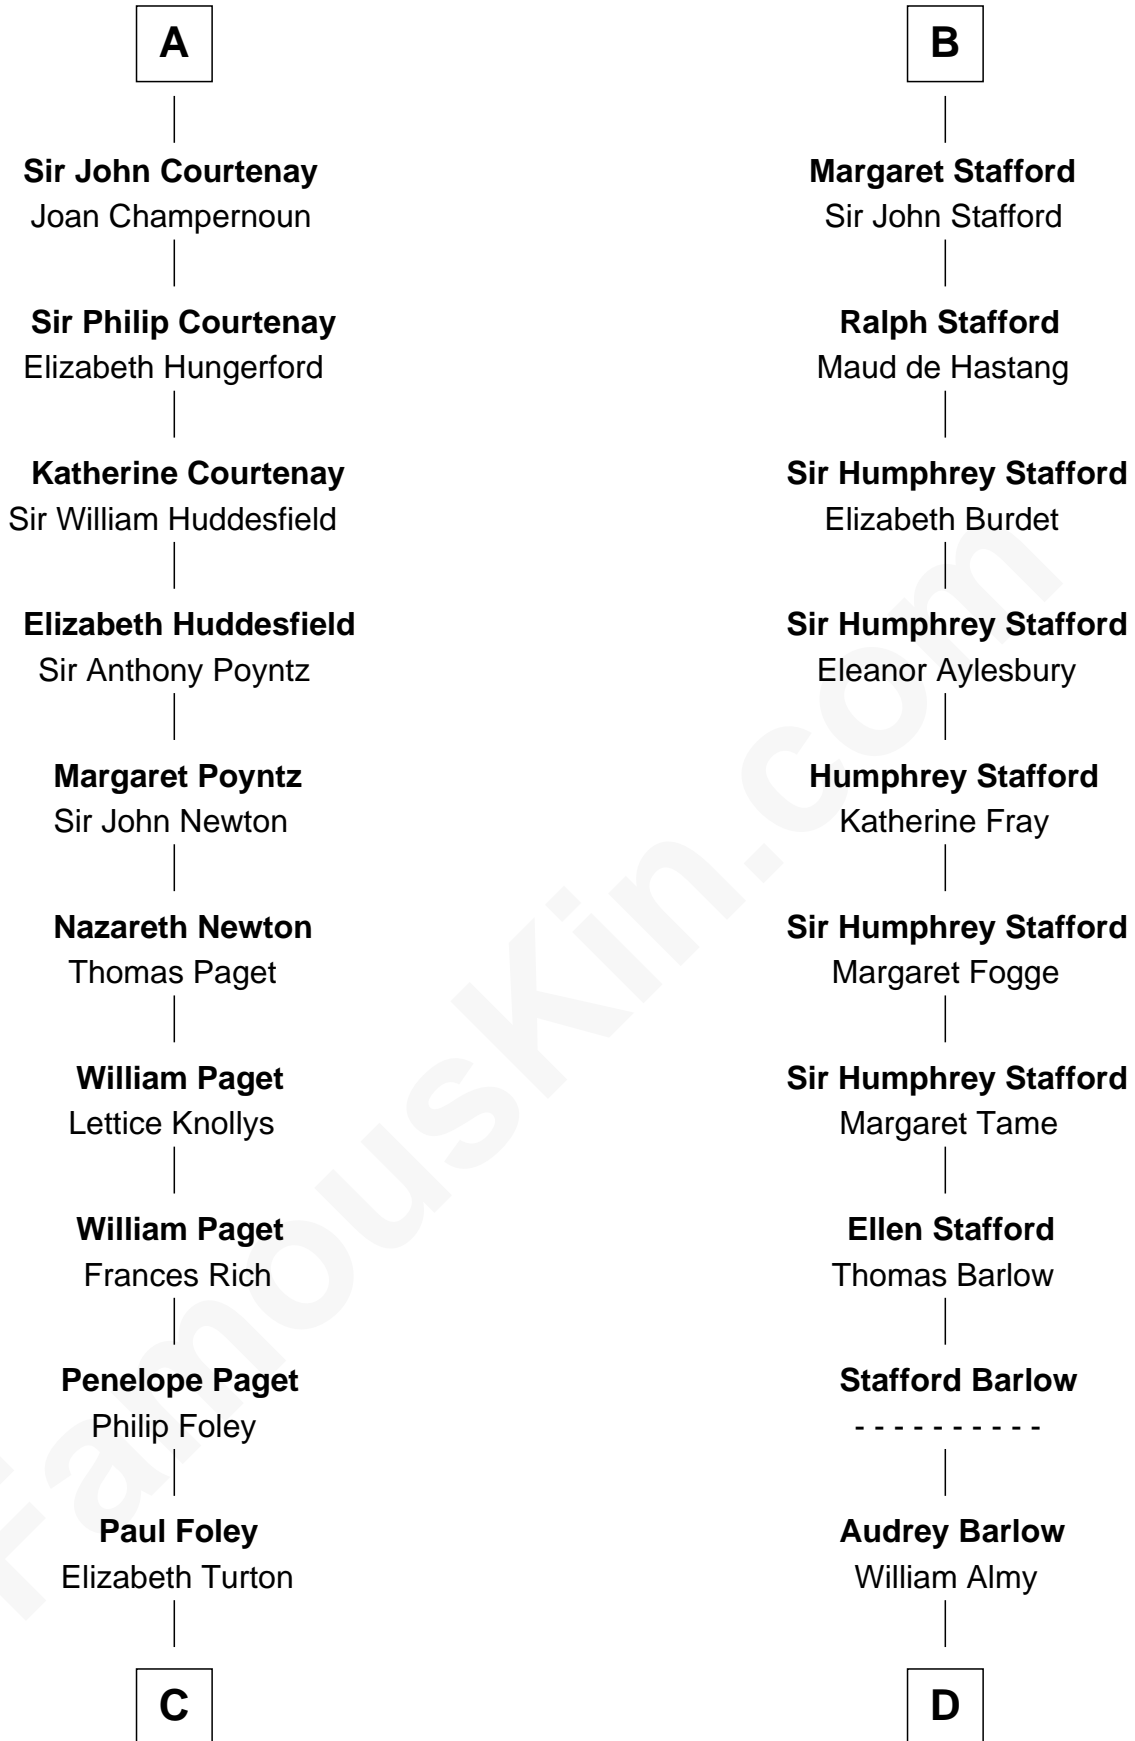 A
Sir John Courtenay
Joan Champernoun
Sir Philip Courtenay
Elizabeth Hungerford
Katherine Courtenay
Sir William Huddesfield
Elizabeth Huddesfield
Sir Anthony Poyntz
Margaret Poyntz
Sir John Newton
Nazareth Newton
Thomas Paget
William Paget
Lettice Knollys
William Paget
Frances Rich
Penelope Paget
Philip Foley
Paul Foley
Elizabeth Turton
C
B
Margaret Stafford
Sir John Stafford
Ralph Stafford
Maud de Hastang
Sir Humphrey Stafford
Elizabeth Burdet
Sir Humphrey Stafford
Eleanor Aylesbury
Humphrey Stafford
Katherine Fray
Sir Humphrey Stafford
Margaret Fogge
Sir Humphrey Stafford
Margaret Tame
Ellen Stafford
Thomas Barlow
Stafford Barlow
- - - - - - - - - -
Audrey Barlow
William Almy
D
FamousKin.com